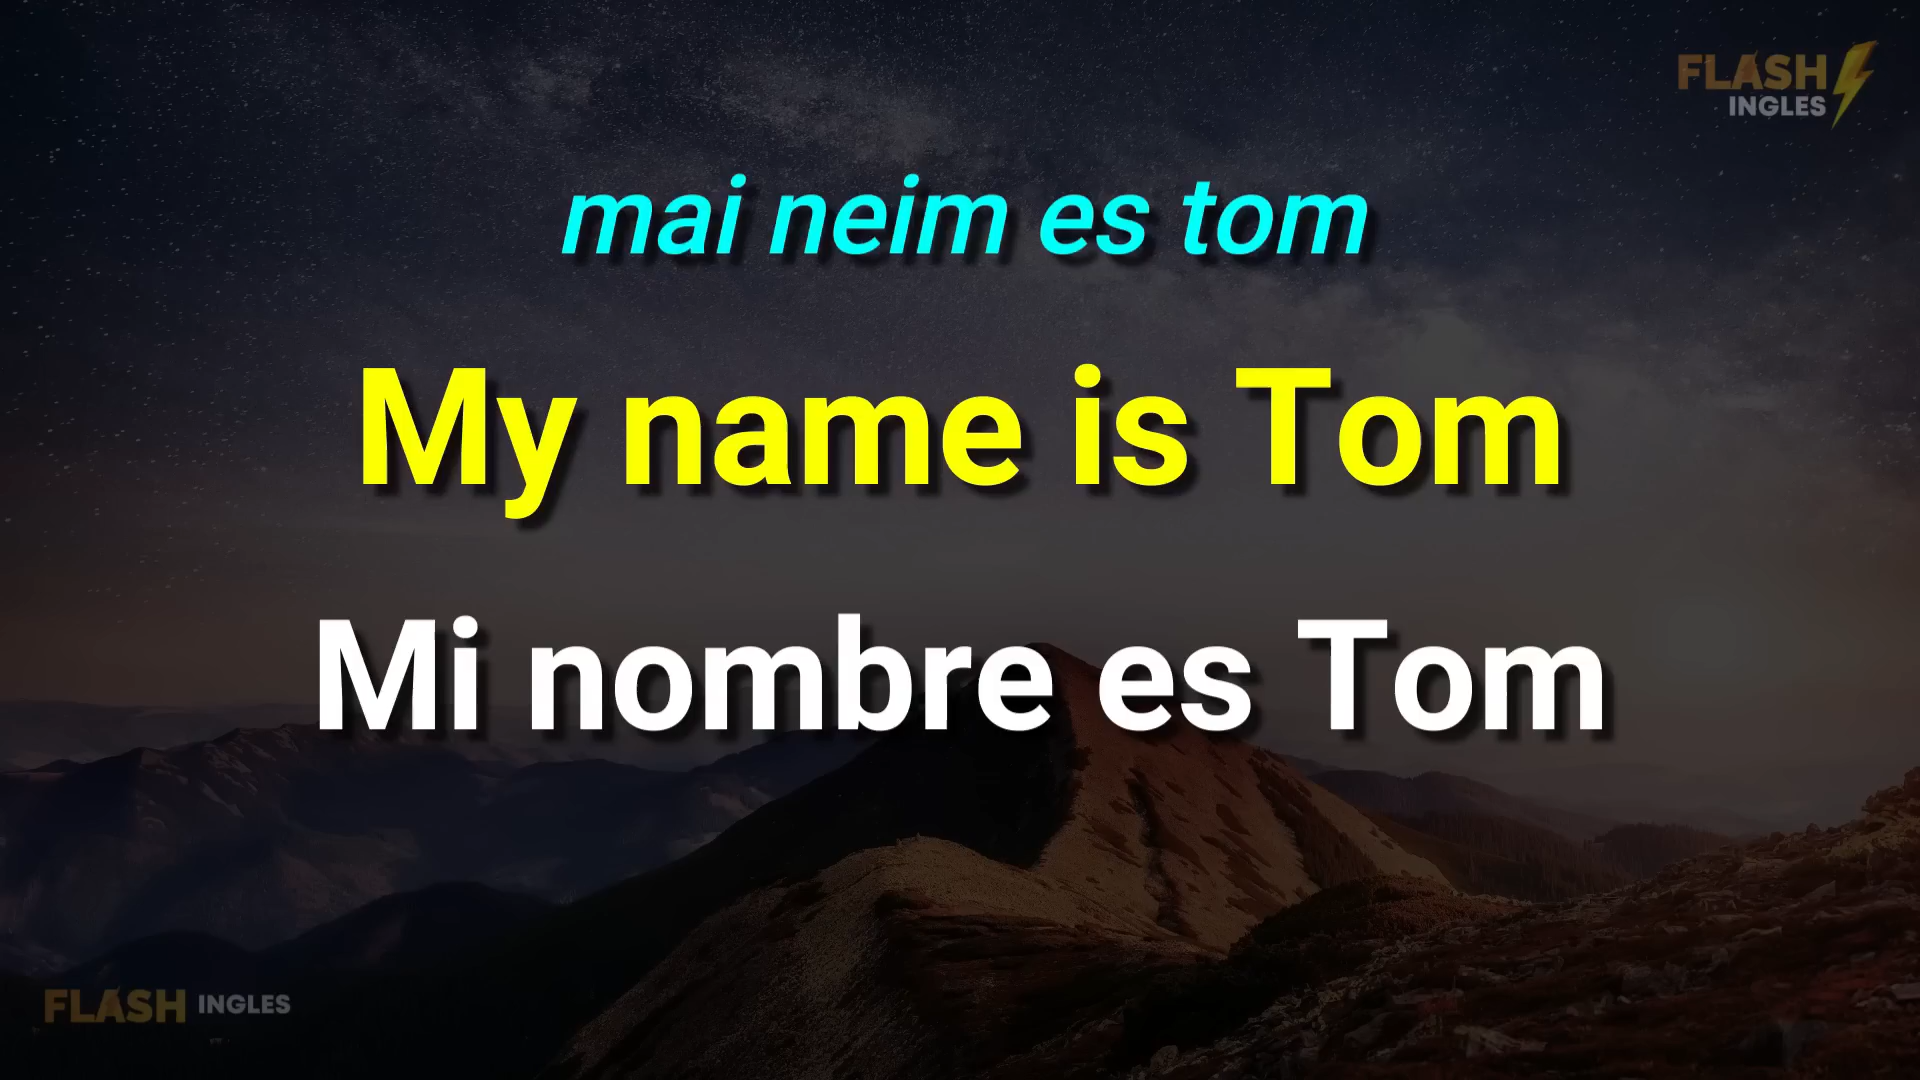 FLASH
INGLES
mai neim es tom
My name is Tom
Mi nombre es Tom
FLASH INGLES